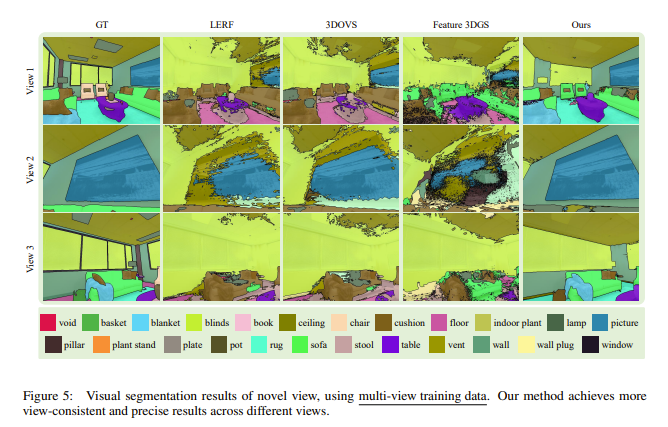 GT LERF 3DOVS Feature 3DGS Ours
View 1
View 2
View 3
void basket blanket blinds book ceiling chair cushion floor indoor plant lamp picture
pillar plant stand plate pot rug sofa stool table vent wall wall plug window
Figure 5: Visual segmentation results of novel view, using multi-view training data. Our method achieves more
view-consistent and precise results across different views.